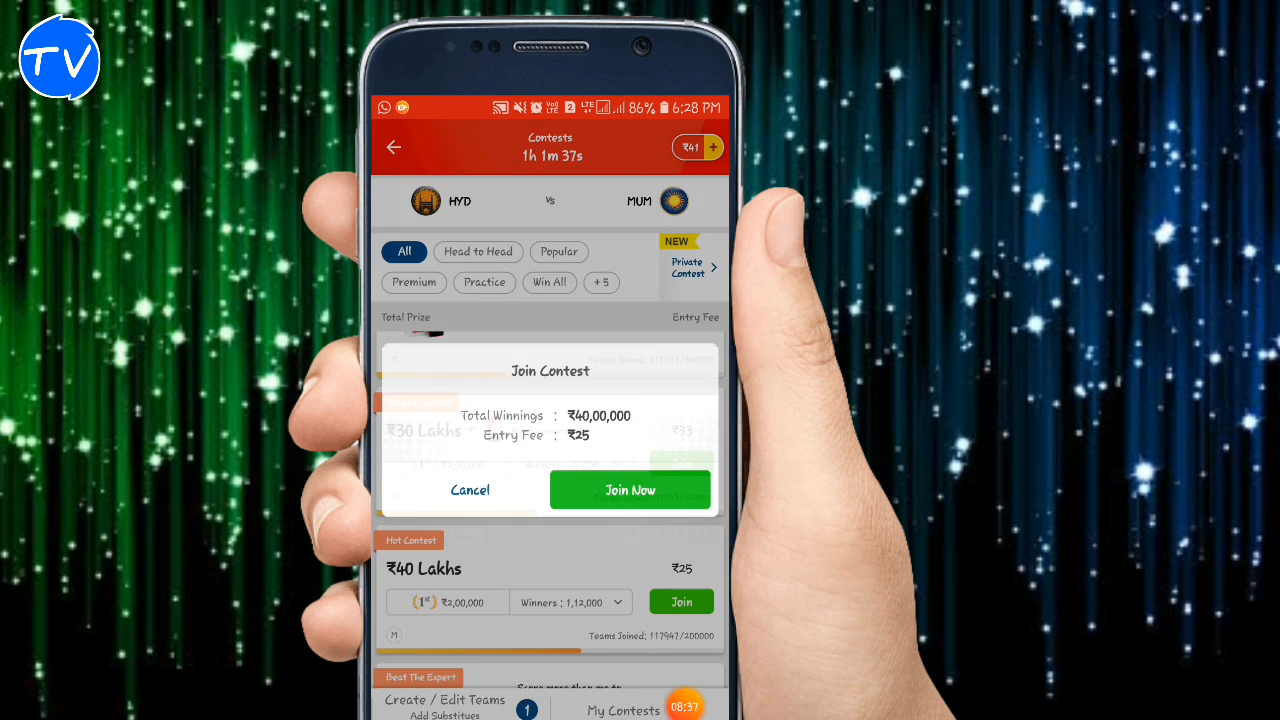 TV
VoLTE 2 LTE 86% 6:28 PM
Contests
1h 1m 37s
₹41 +
HYD Vs MUM
All Head to Head Popular
NEW
Private
Contest
Premium Practice Win All + 5
Total Prize Entry Fee
Join Contest
₹30 Lakhs ₹33
Total Winnings : ₹40,00,000
Entry Fee : ₹25
Cancel Join Now
Hot Contest
₹40 Lakhs ₹25
1st ₹2,00,000 Winners : 1,12,000 Join
M Teams Joined: 117947/200000
Beat The Expert
Create / Edit Teams 1 My Contests 08:37
Add Substitues